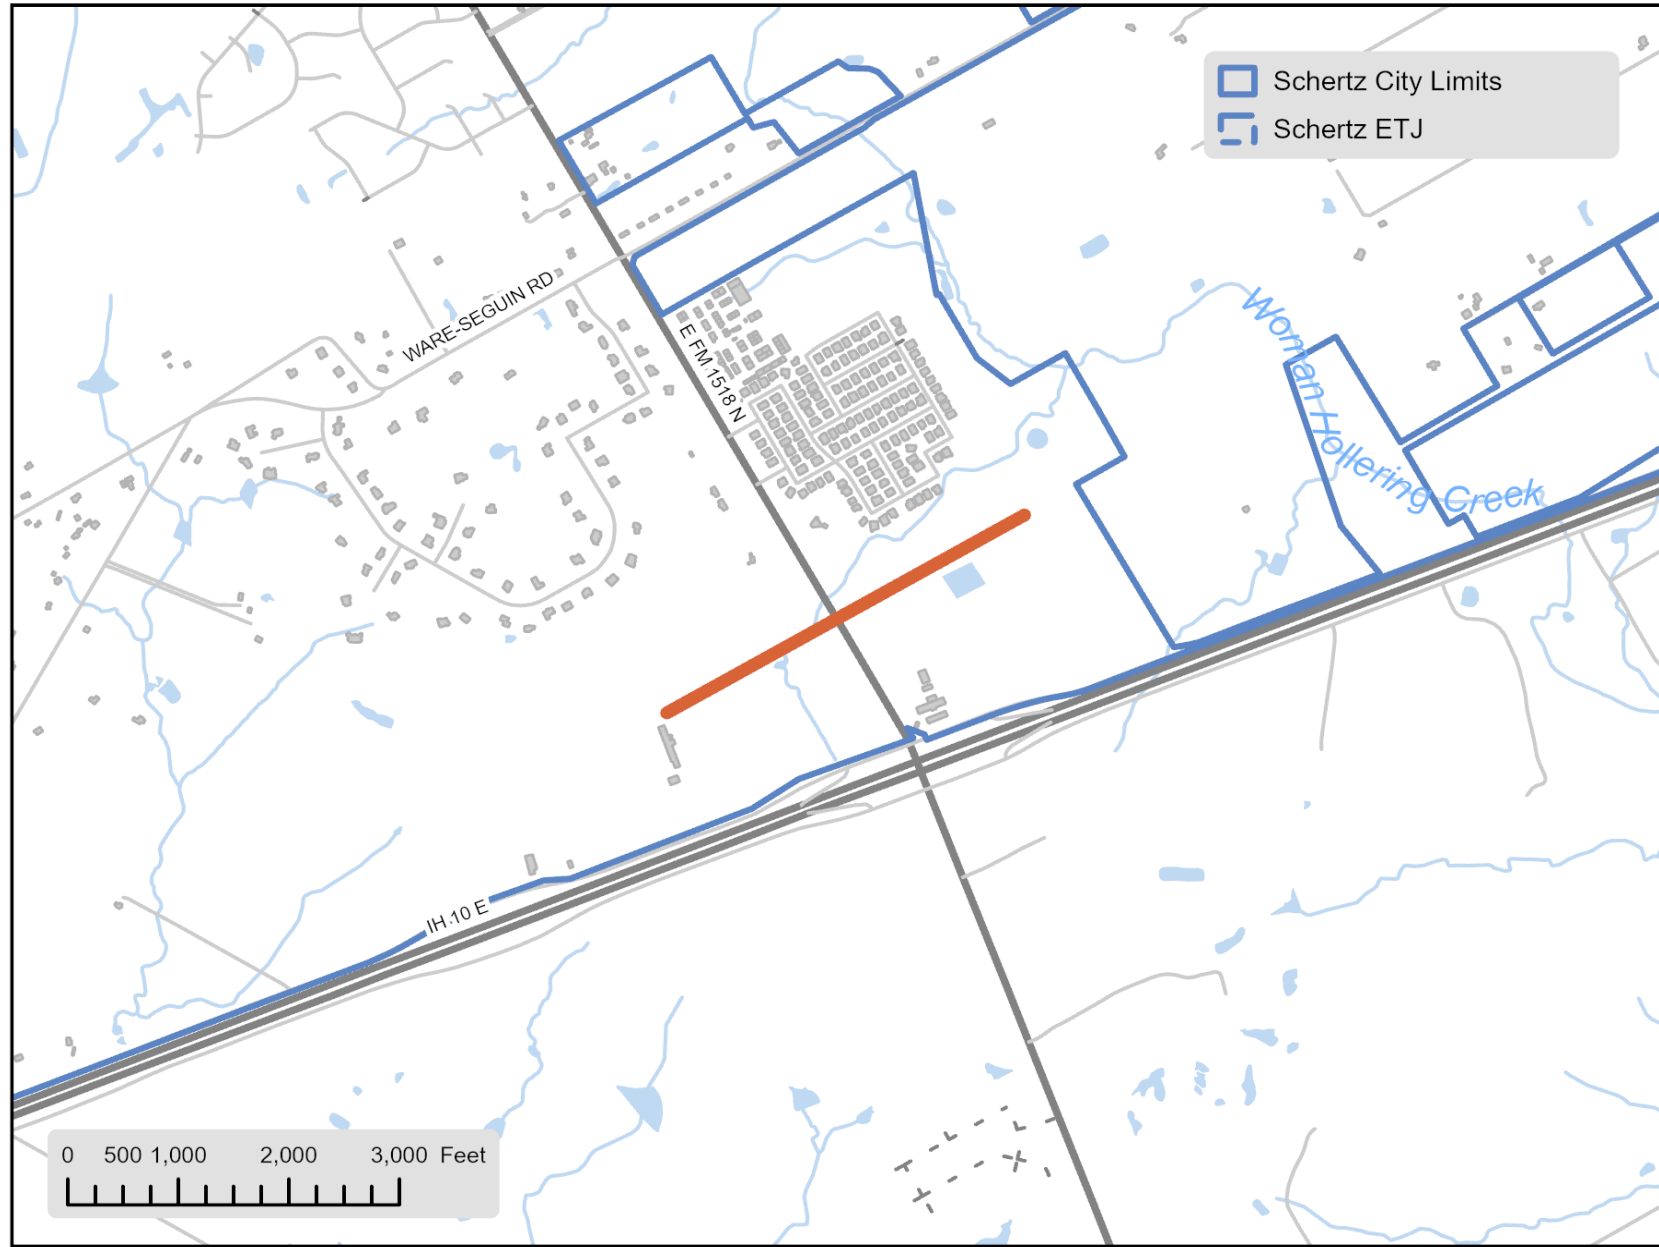 Schertz City Limits
Schertz ETJ
WARE-SEGUIN RD
E FM 1518 N
Woman Hollering Creek
IH 10 E
0 500 1,000 2,000 3,000 Feet